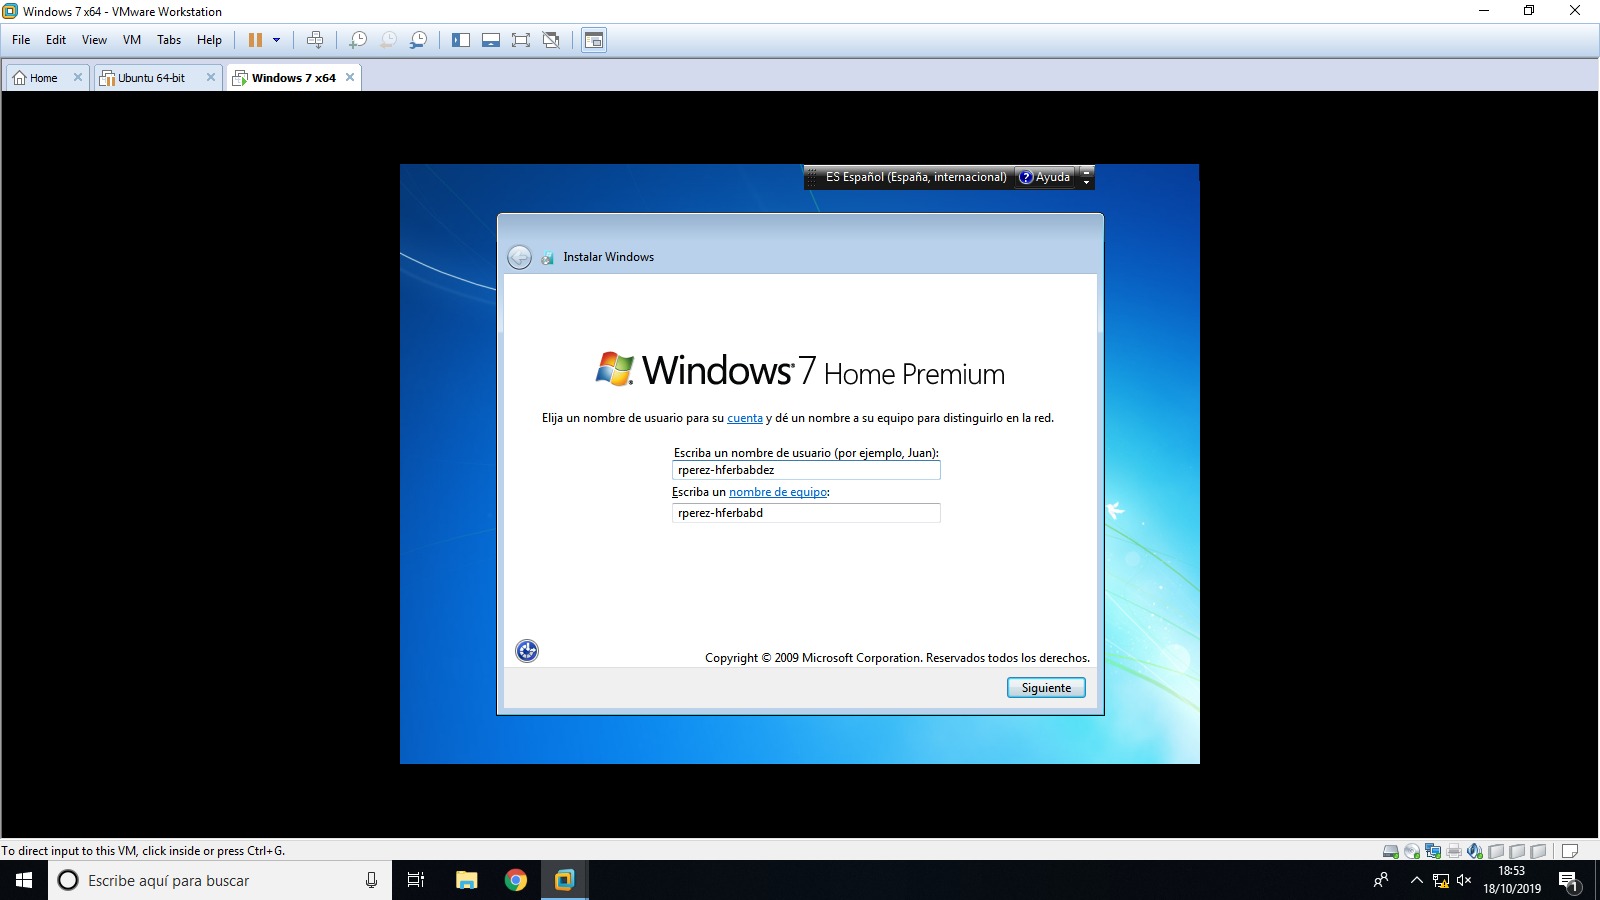 Windows 7 x64 - VMware Workstation
File Edit View VM Tabs Help
Home Ubuntu 64-bit Windows 7 x64
ES Español (España, internacional) ? Ayuda
Instalar Windows
Windows 7 Home Premium
Elija un nombre de usuario para su cuenta y dé un nombre a su equipo para distinguirlo en la red.
Escriba un nombre de usuario (por ejemplo, Juan):
rperez-hferbabdez
Escriba un nombre de equipo:
rperez-hferbabd
Copyright © 2009 Microsoft Corporation. Reservados todos los derechos.
Siguiente
To direct input to this VM, click inside or press Ctrl+G.
Escribe aquí para buscar
18:53
18/10/2019
1